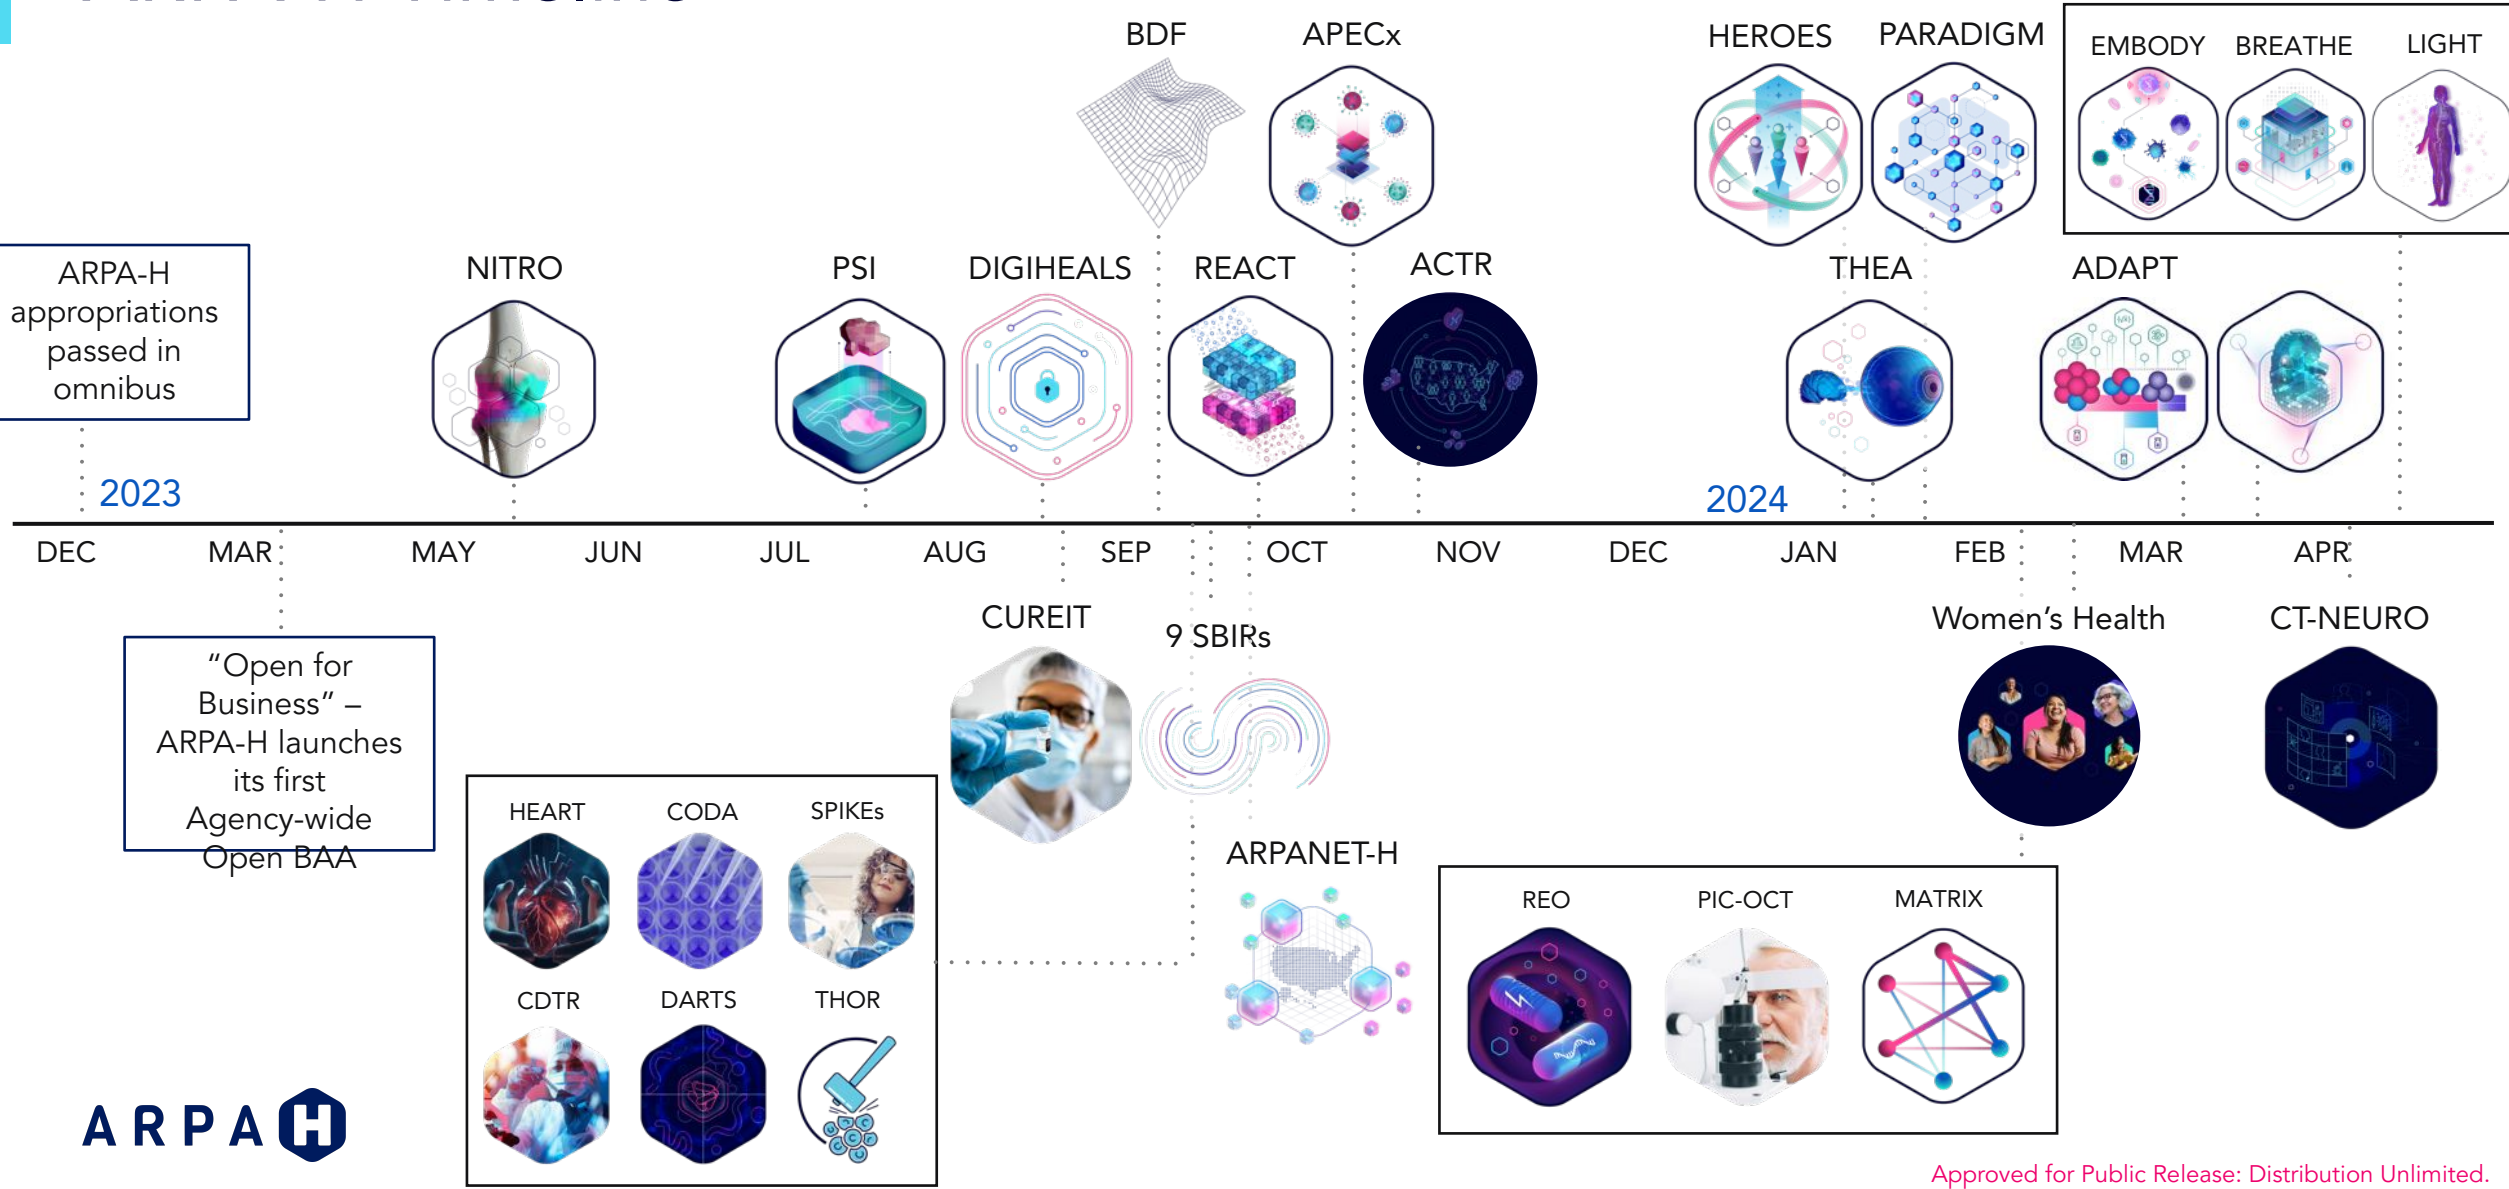 BDF
APECx
HEROES
PARADIGM
EMBODY
BREATHE
LIGHT
ARPA-H
appropriations
passed in
omnibus
NITRO
PSI
DIGIHEALS
REACT
ACTR
THEA
ADAPT
2023
2024
DEC
MAR
MAY
JUN
JUL
AUG
SEP
OCT
NOV
DEC
JAN
FEB
MAR
APR
"Open for
Business" –
ARPA-H launches
its first
Agency-wide
Open BAA
CUREIT
9 SBIRs
Women's Health
CT-NEURO
HEART
CODA
SPIKEs
CDTR
DARTS
THOR
ARPANET-H
REO
PIC-OCT
MATRIX
ARPA H
Approved for Public Release: Distribution Unlimited.